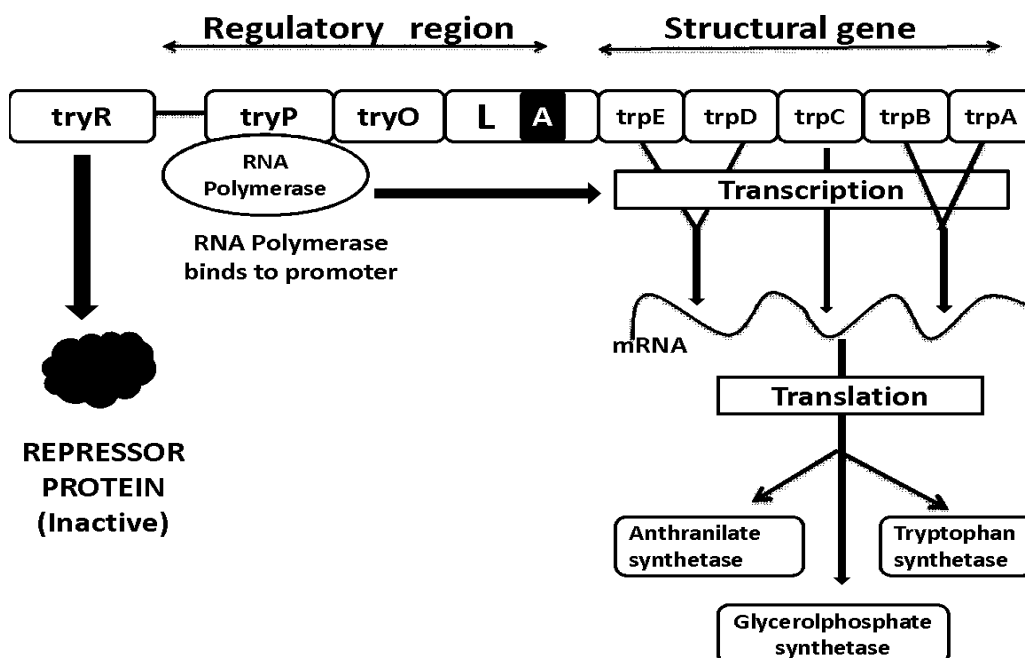 Regulatory region
Structural gene
tryR
tryP
tryO
L
A
trpE
trpD
trpC
trpB
trpA
RNA
Polymerase
Transcription
RNA Polymerase
binds to promoter
mRNA
Translation
REPRESSOR
PROTEIN
(Inactive)
Anthranilate
synthetase
Tryptophan
synthetase
Glycerolphosphate
synthetase